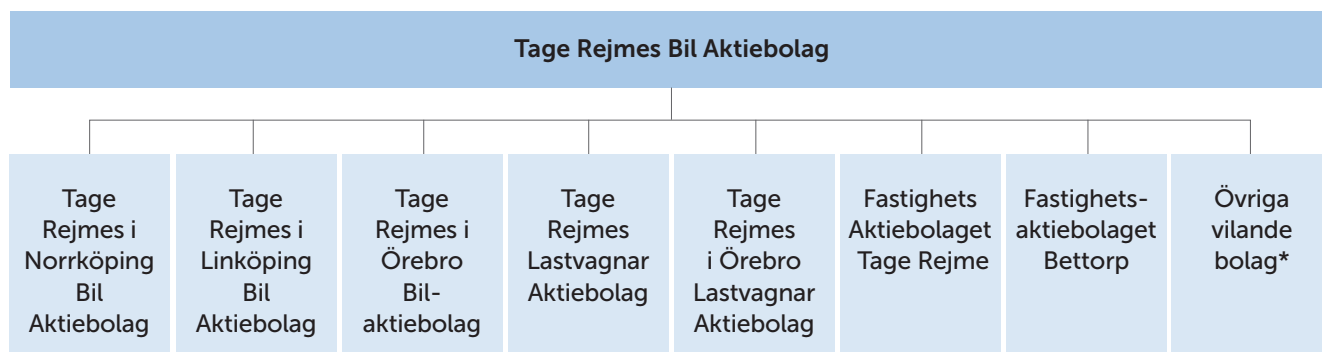 Tage Rejmes Bil Aktiebolag
Tage
Rejmes i
Norrköping
Bil
Aktiebolag
Tage
Rejmes i
Linköping
Bil
Aktiebolag
Tage
Rejmes i
Örebro
Bil-
aktiebolag
Tage
Rejmes
Lastvagnar
Aktiebolag
Tage
Rejmes
i Örebro
Lastvagnar
Aktiebolag
Fastighets
Aktiebolaget
Tage Rejme
Fastighets-
aktiebolaget
Bettorp
Övriga
vilande
bolag*